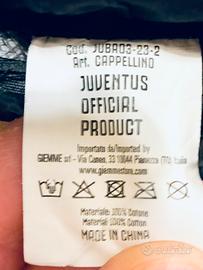 Cod. JUBA03-23-2
Art. CAPPELLINO
JUVENTUS
OFFICIAL
PRODUCT
Importato da/imported by
GIEMME srl - Via Cuneo, 33 10044 Pianezza (To) Italia
www.giemmestore.com
Materiale: 100% Cotone
Material: 100% Cotton
MADE IN CHINA